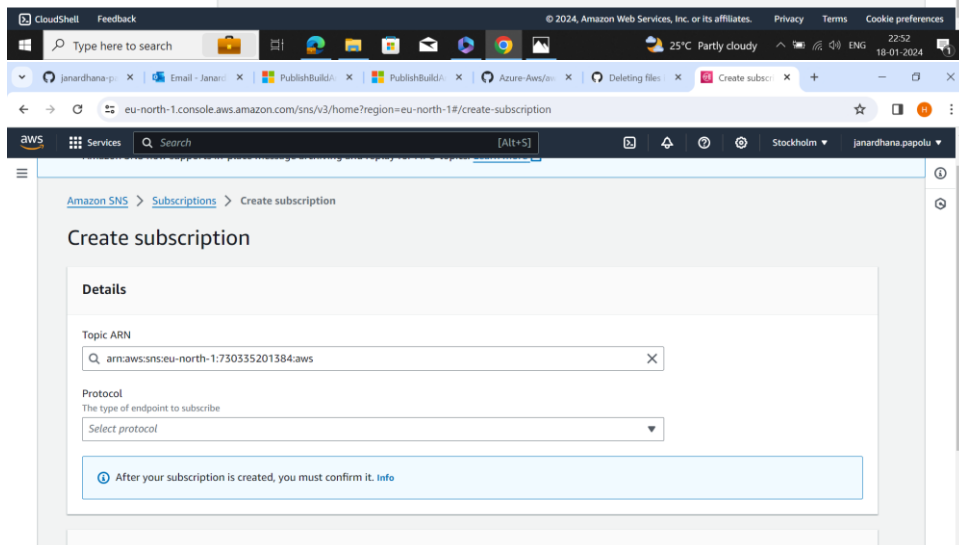 CloudShell Feedback © 2024, Amazon Web Services, Inc. or its affiliates. Privacy Terms Cookie preferences
Type here to search 25°C Partly cloudy ENG 22:52
18-01-2024
janardhana-p Email - Janard PublishBuildA PublishBuildA Azure-Aws/aw Deleting files Create subscri
eu-north-1.console.aws.amazon.com/sns/v3/home?region=eu-north-1#/create-subscription H
aws Services Search [Alt+S] Stockholm janardhana.papolu
Amazon SNS > Subscriptions > Create subscription
Create subscription
Details
Topic ARN
arn:aws:sns:eu-north-1:730335201384:aws
Protocol
The type of endpoint to subscribe
Select protocol
After your subscription is created, you must confirm it. Info